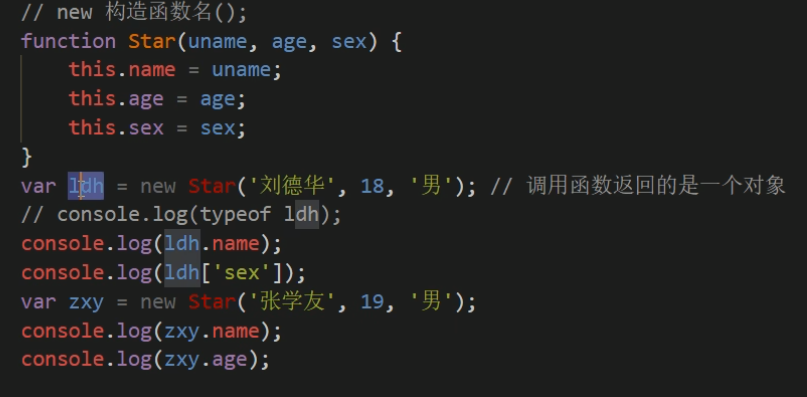 // new 构造函数名();
function Star(uname, age, sex) {
    this.name = uname;
    this.age = age;
    this.sex = sex;
}
var ldh = new Star('刘德华', 18, '男'); // 调用函数返回的是一个对象
// console.log(typeof ldh);
console.log(ldh.name);
console.log(ldh['sex']);
var zxy = new Star('张学友', 19, '男');
console.log(zxy.name);
console.log(zxy.age);